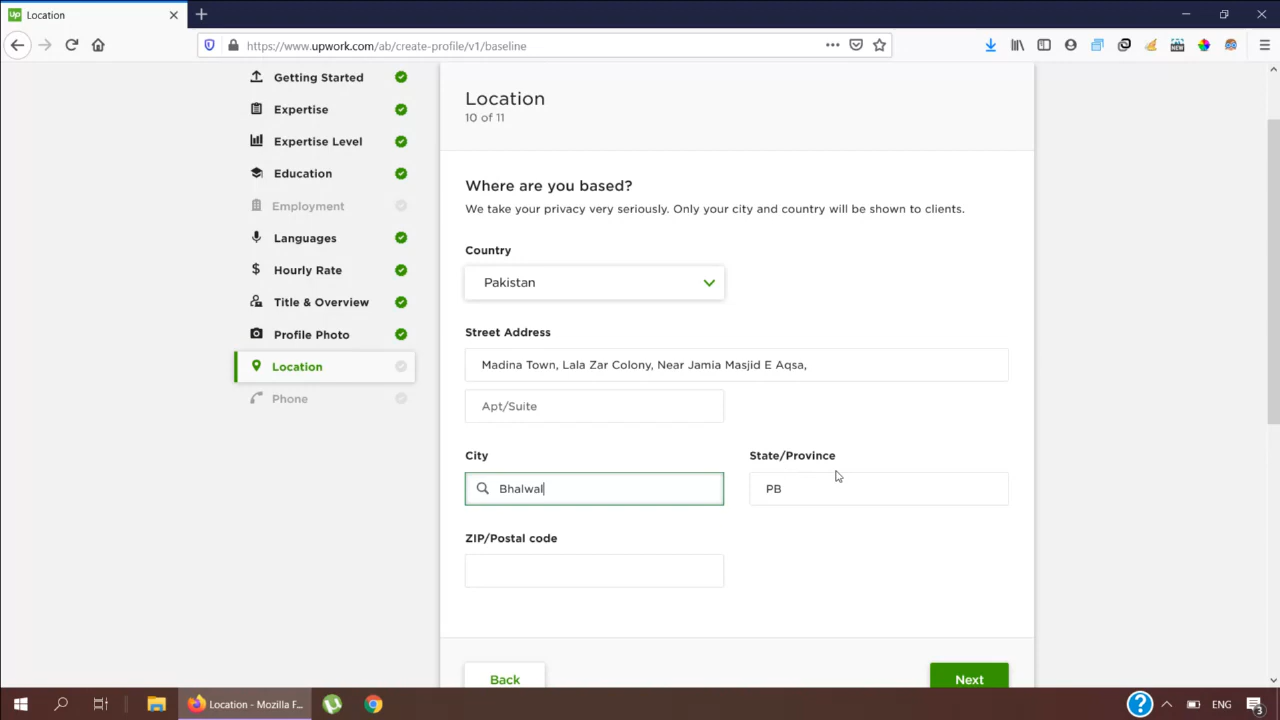 Up Location
https://www.upwork.com/ab/create-profile/v1/baseline
NEW
Getting Started
Expertise
Expertise Level
Education
Employment
Languages
$ Hourly Rate
Title & Overview
Profile Photo
Location
Phone
Location
10 of 11
Where are you based?
We take your privacy very seriously. Only your city and country will be shown to clients.
Country
Pakistan
Street Address
Madina Town, Lala Zar Colony, Near Jamia Masjid E Aqsa,
Apt/Suite
City
State/Province
Bhalwal
PB
ZIP/Postal code
Back
Next
Location - Mozilla F...
?
ENG
3